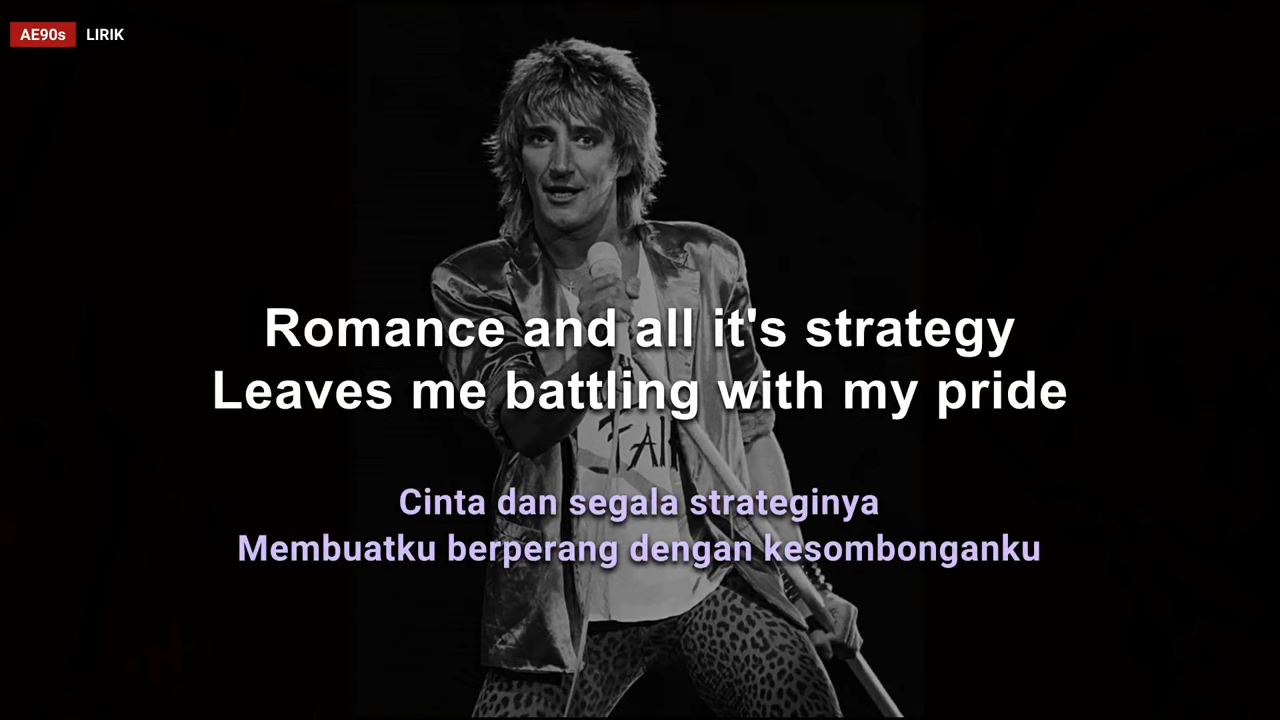 AE90s LIRIK
Romance and all it's strategy
Leaves me battling with my pride
FAI
Cinta dan segala strateginya
Membuatku berperang dengan kesombonganku